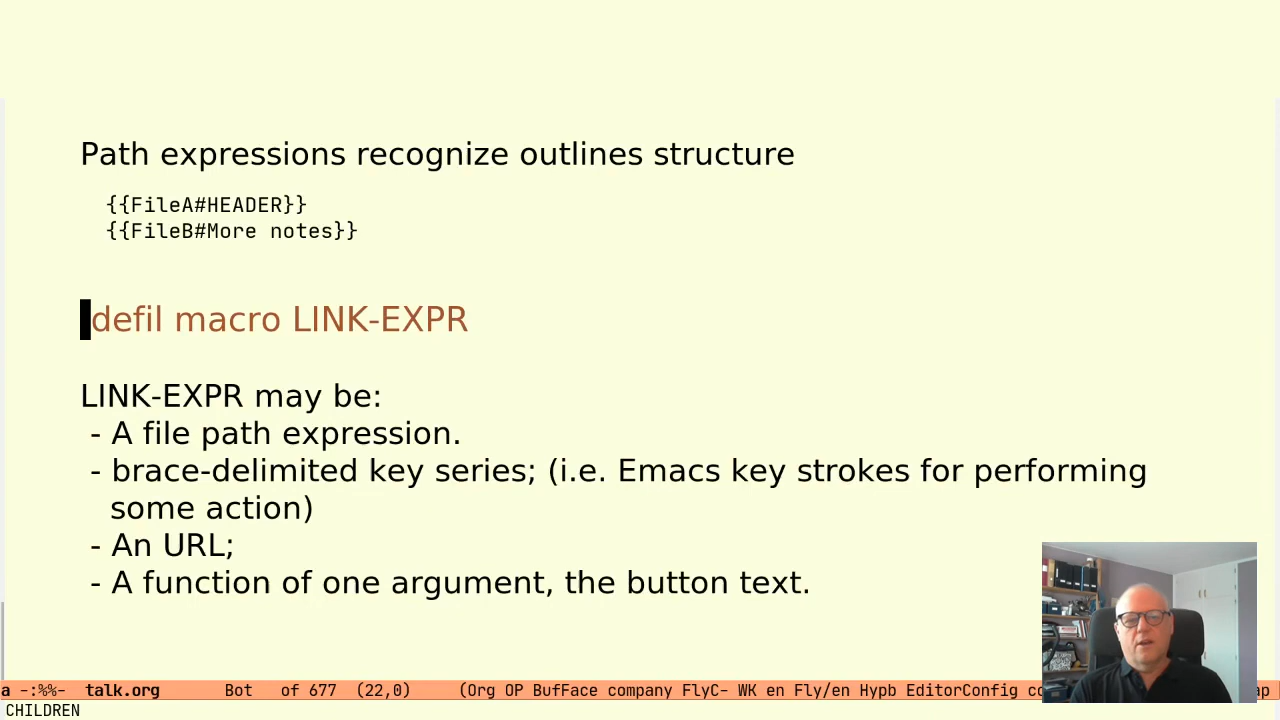 Path expressions recognize outlines structure
{{FileA#HEADER}}
{{FileB#More notes}}
defil macro LINK-EXPR
LINK-EXPR may be:
- A file path expression.
- brace-delimited key series; (i.e. Emacs key strokes for performing
some action)
- An URL;
- A function of one argument, the button text.
a -:%%- talk.org Bot of 677 (22,0) (Org OP BufFace company FlyC- WK en Fly/en Hypb EditorConfig co ap
CHILDREN